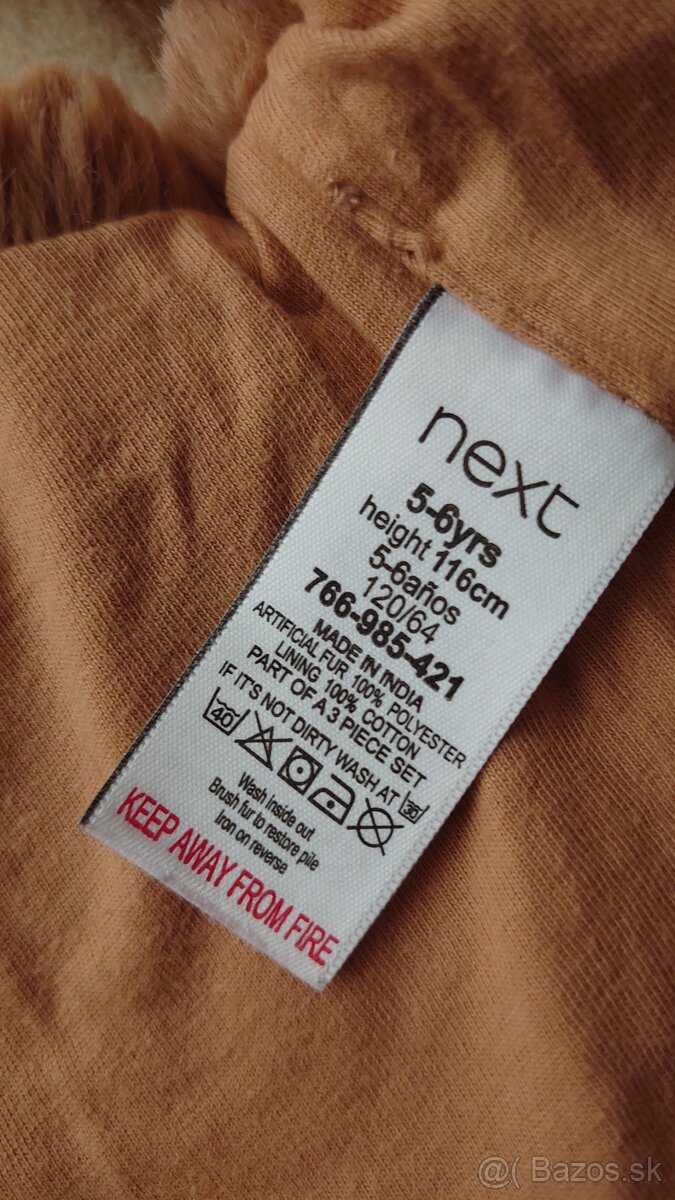 next
5-6yrs
height 116cm
5-6años
120/64
766-985-421
MADE IN INDIA
ARTIFICIAL FUR 100% POLYESTER
LINING 100% COTTON
PART OF A 3 PIECE SET
IF IT'S NOT DIRTY WASH AT 30
40
Wash inside out
Brush fur to restore pile
Iron on reverse
KEEP AWAY FROM FIRE
@( Bazos.sk